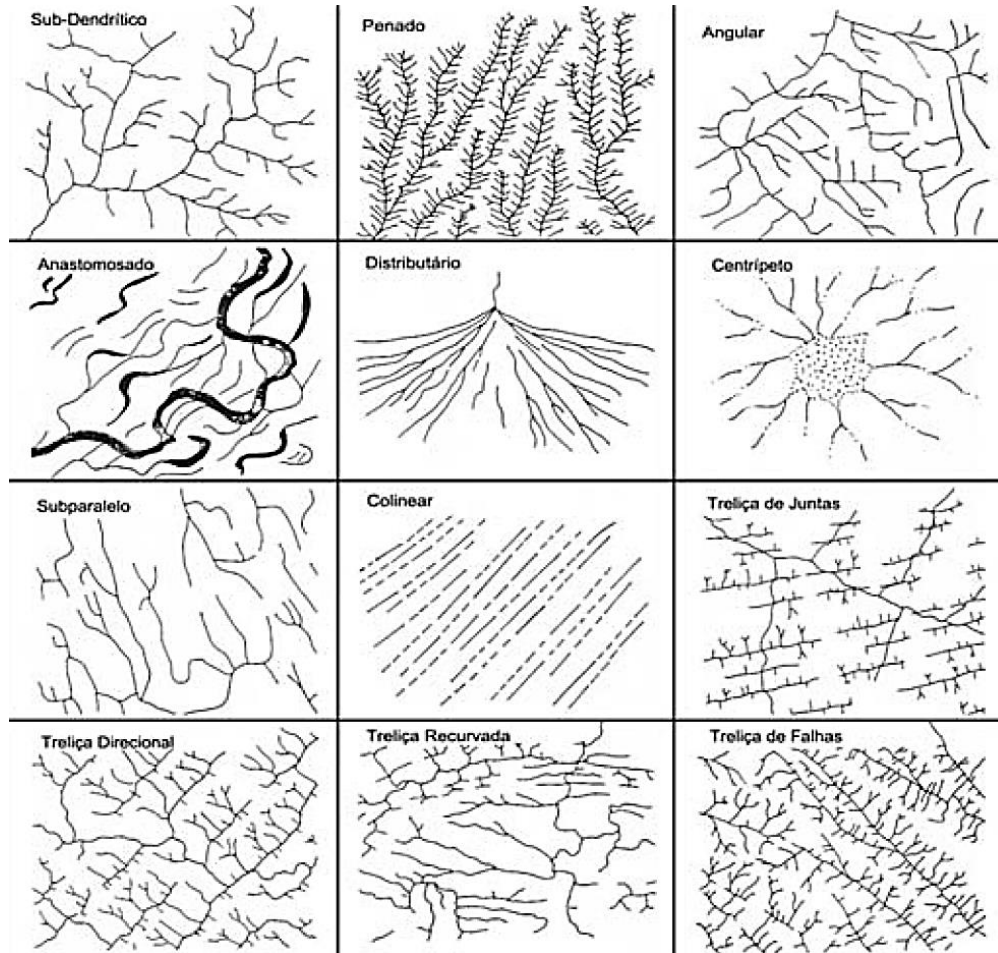 Sub-Dendrítico
Penado
Angular
Anastomosado
Distributário
Centrípeto
Subparalelo
Colinear
Treliça de Juntas
Treliça Direcional
Treliça Recurvada
Treliça de Falhas